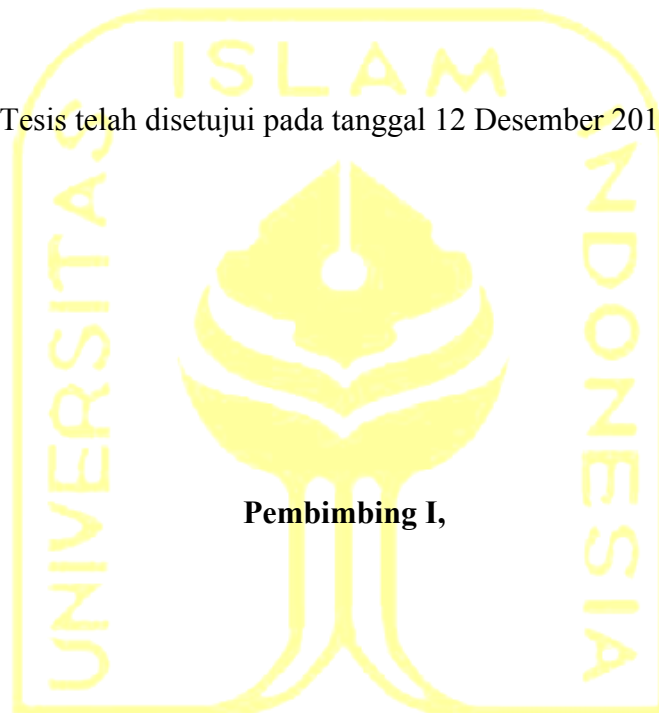 ISLAM
Tesis telah disetujui pada tanggal 12 Desember 201
UNIVERSITAS
INDONESIA
Pembimbing I,